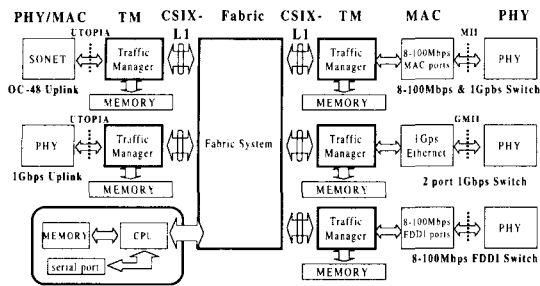 PHY/MAC TM CSIX-L1 Fabric CSIX-L1 TM MAC PHY
UTOPIA
SONET
Traffic Manager
MEMORY
OC-48 Uplink
Traffic Manager
8-100Mbps MAC ports
MII
PHY
MEMORY
8-100Mbps & 1Gpbs Switch
UTOPIA
PHY
Traffic Manager
MEMORY
1Gbps Uplink
Fabric System
Traffic Manager
1Gps Ethernet
GMII
PHY
MEMORY
2 port 1Gbps Switch
MEMORY
CPU
serial port
Traffic Manager
8-100Mbps FDDI ports
PHY
MEMORY
8-100Mbps FDDI Switch